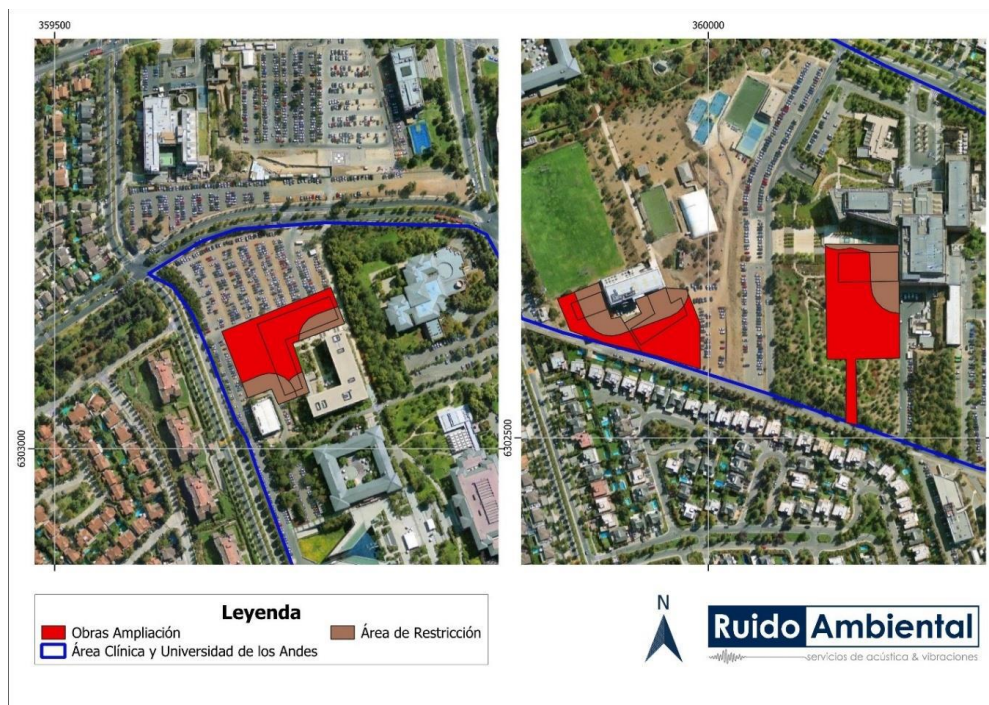 359500
360000
6303000
6302500
Leyenda
Obras Ampliación
Área de Restricción
Área Clínica y Universidad de los Andes
N
Ruido Ambiental
servicios de acústica & vibraciones